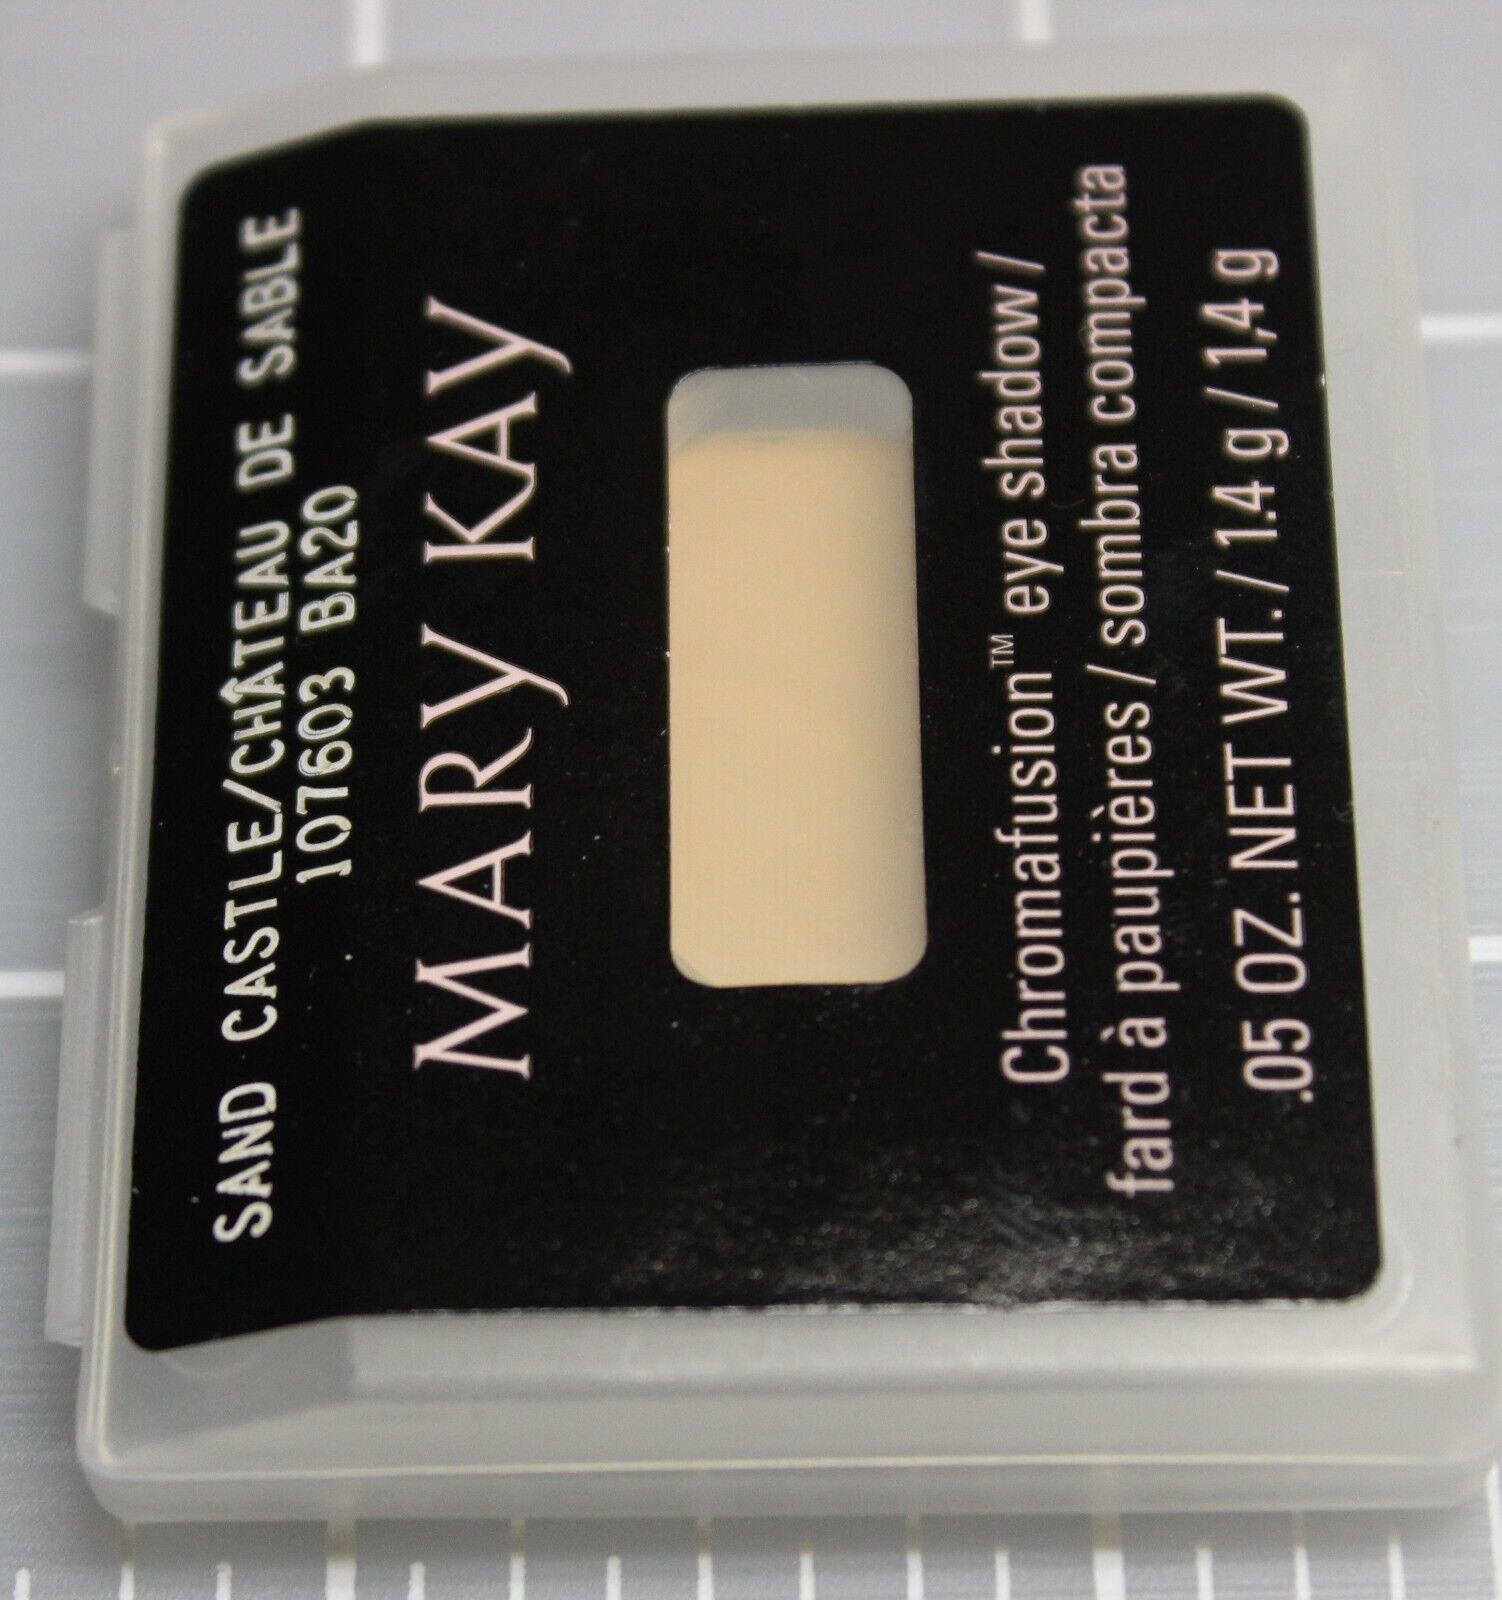 SAND CASTLE/CHÂTEAU DE SABLE
107603 BA20
MARY KAY
Chromafusion™ eye shadow /
fard à paupières / sombra compacta
.05 OZ. NET WT. / 1.4 g / 1,4 g